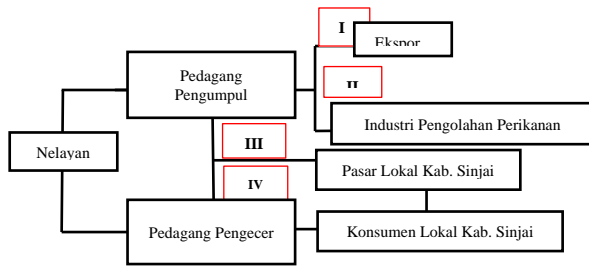 I
Ekspor
Pedagang
Pengumpul
II
Industri Pengolahan Perikanan
Nelayan
III
Pasar Lokal Kab. Sinjai
IV
Pedagang Pengecer
Konsumen Lokal Kab. Sinjai